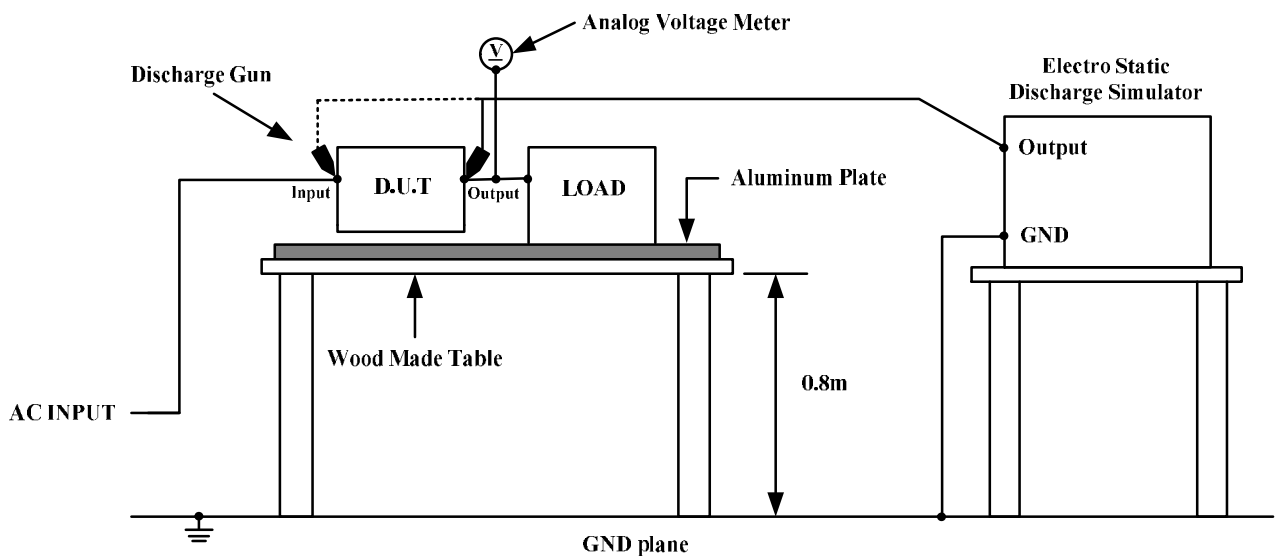 Analog Voltage Meter
V
Discharge Gun
Electro Static
Discharge Simulator
Output
Input
D.U.T
Output
LOAD
Aluminum Plate
GND
Wood Made Table
0.8m
AC INPUT
GND plane